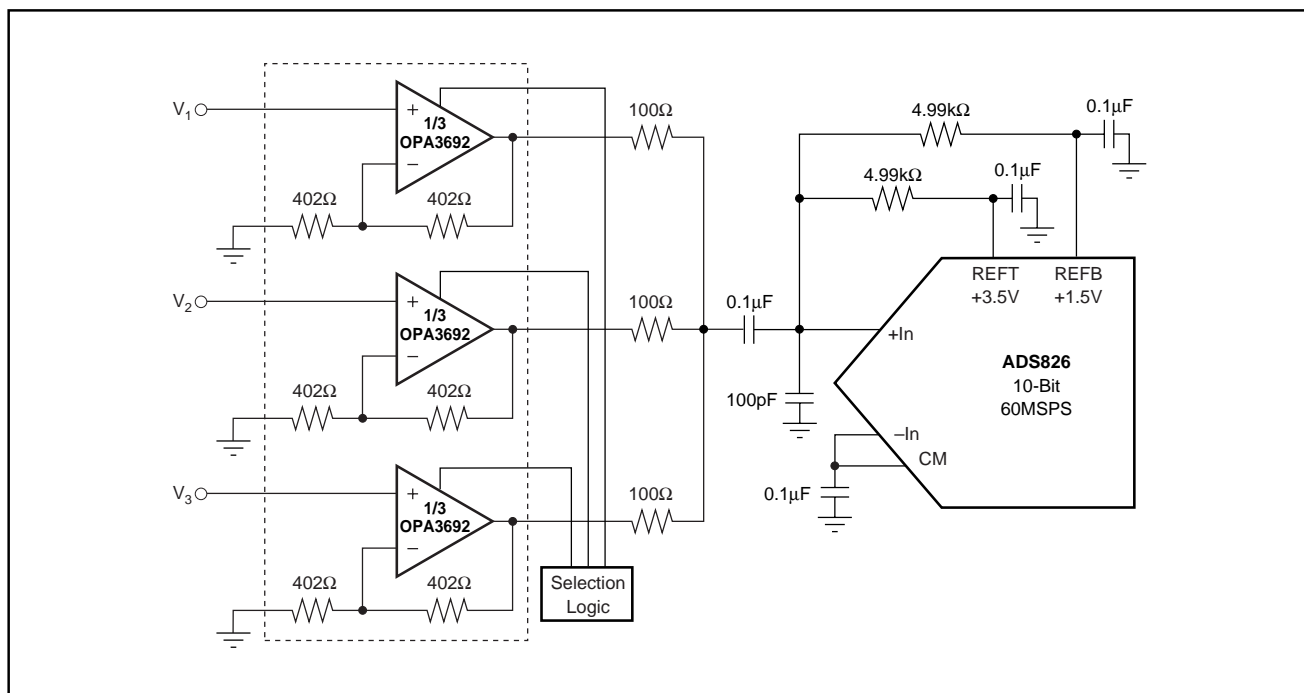 V1
+
1/3
OPA3692
–
402Ω
402Ω
100Ω
V2
+
1/3
OPA3692
–
402Ω
402Ω
100Ω
V3
+
1/3
OPA3692
–
402Ω
402Ω
100Ω
Selection
Logic
0.1µF
100pF
4.99kΩ
0.1µF
4.99kΩ
0.1µF
REFT
+3.5V
REFB
+1.5V
+In
ADS826
10-Bit
60MSPS
–In
CM
0.1µF